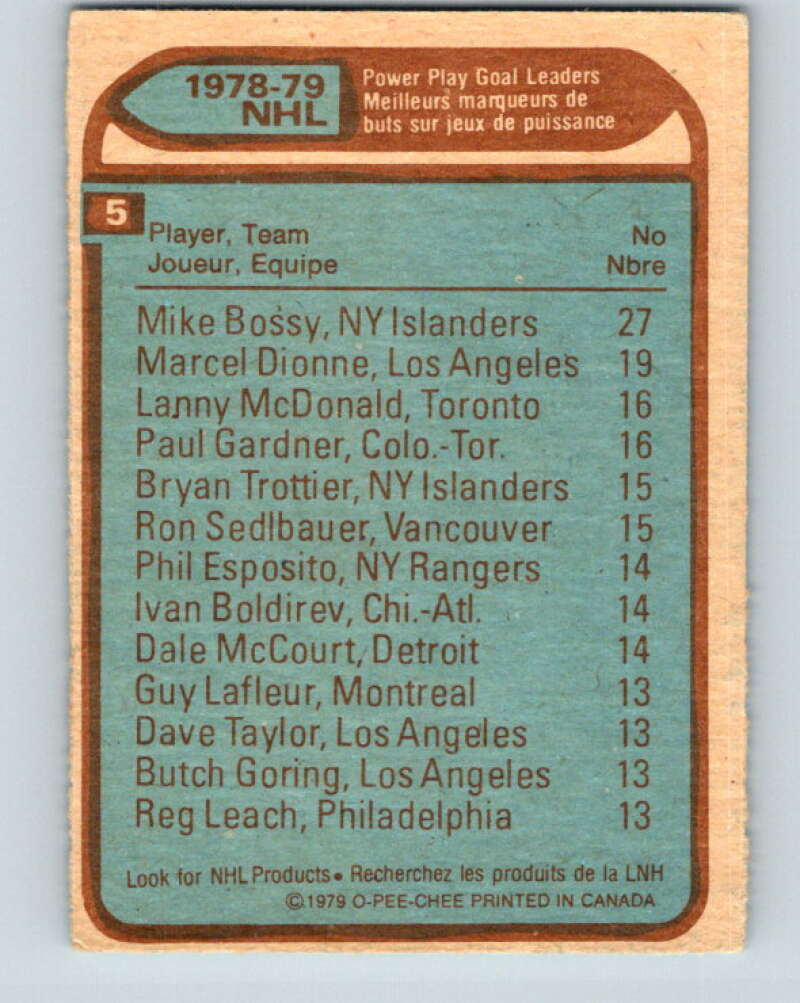 1978-79
NHL
Power Play Goal Leaders
Meilleurs marqueurs de
buts sur jeux de puissance
5
Player, Team No
Joueur, Equipe Nbre
Mike Bossy, NY Islanders 27
Marcel Dionne, Los Angeles 19
Lanny McDonald, Toronto 16
Paul Gardner, Colo.-Tor. 16
Bryan Trottier, NY Islanders 15
Ron Sedlbauer, Vancouver 15
Phil Esposito, NY Rangers 14
Ivan Boldirev, Chi.-Atl. 14
Dale McCourt, Detroit 14
Guy Lafleur, Montreal 13
Dave Taylor, Los Angeles 13
Butch Goring, Los Angeles 13
Reg Leach, Philadelphia 13
Look for NHL Products • Recherchez les produits de la LNH
©1979 O-PEE-CHEE PRINTED IN CANADA